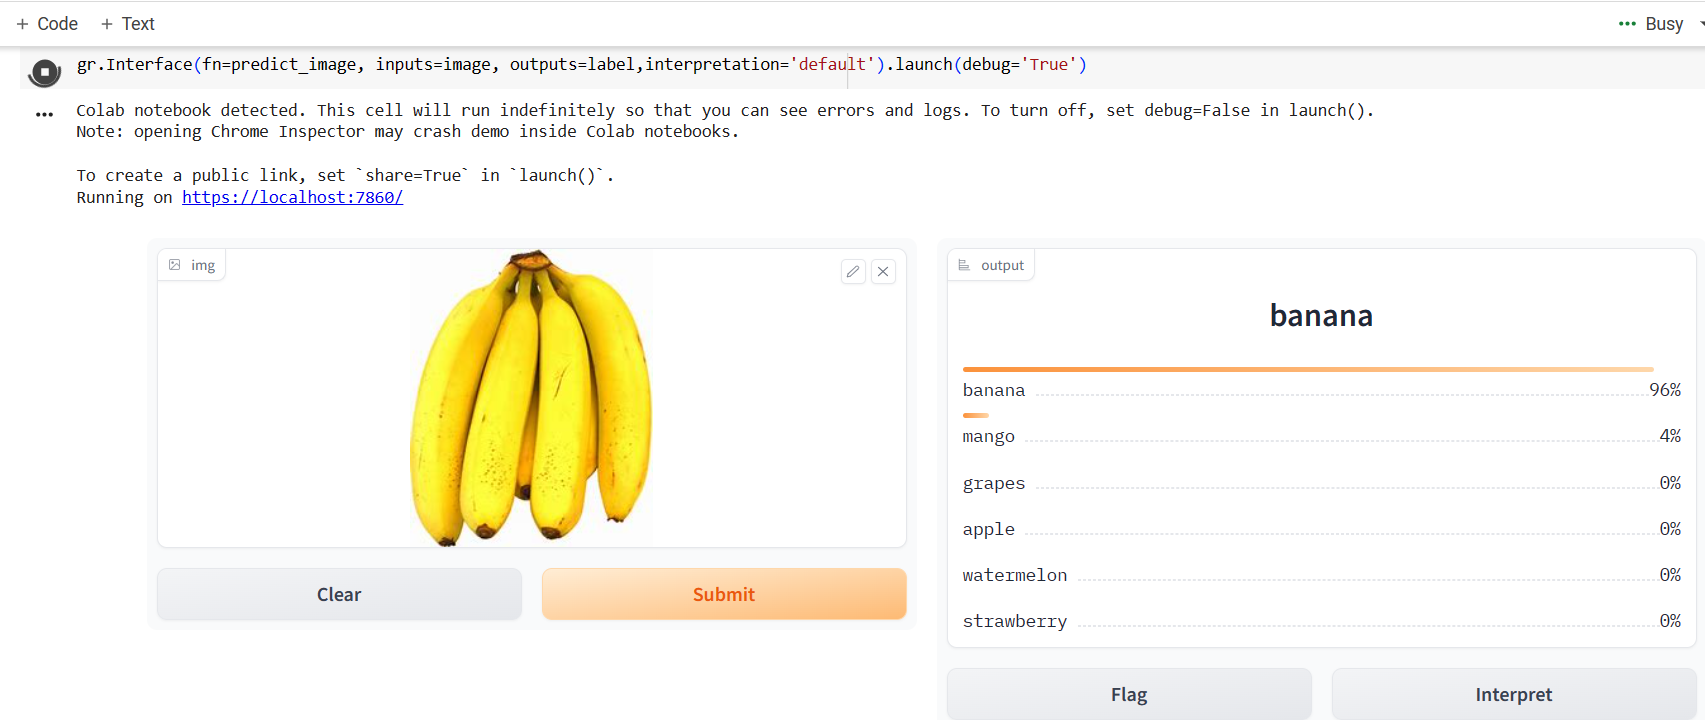 + Code + Text
Busy
gr.Interface(fn=predict_image, inputs=image, outputs=label,interpretation='default').launch(debug='True')
Colab notebook detected. This cell will run indefinitely so that you can see errors and logs. To turn off, set debug=False in launch().
Note: opening Chrome Inspector may crash demo inside Colab notebooks.
To create a public link, set `share=True` in `launch()`.
Running on https://localhost:7860/
img
Clear
Submit
output
banana
banana 96%
mango 4%
grapes 0%
apple 0%
watermelon 0%
strawberry 0%
Flag
Interpret